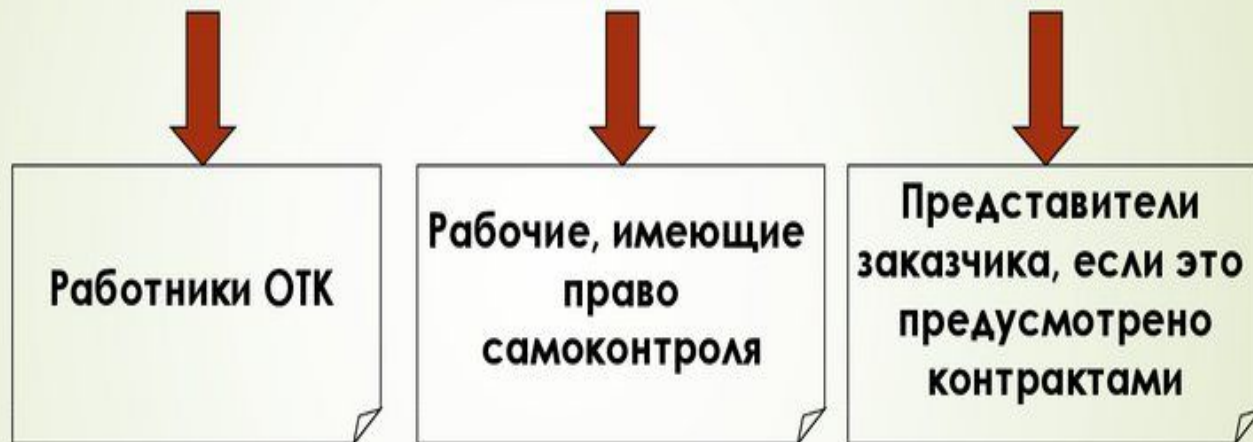 Работники ОТК
Рабочие, имеющие
право
самоконтроля
Представители
заказчика, если это
предусмотрено
контрактами